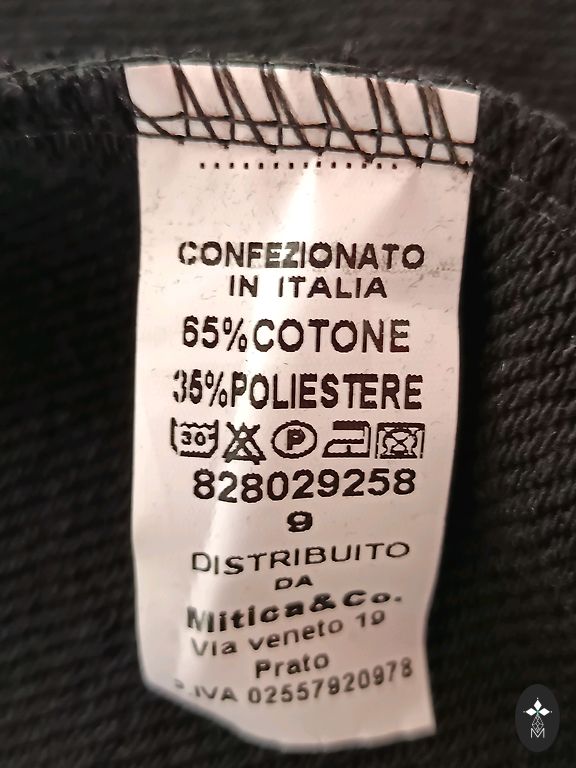 CONFEZIONATO
IN ITALIA
65%COTONE
35%POLIESTERE
30° P
828029258
9
DISTRIBUITO
DA
Mitica&Co.
Via veneto 19
Prato
P.IVA 02557920978
M